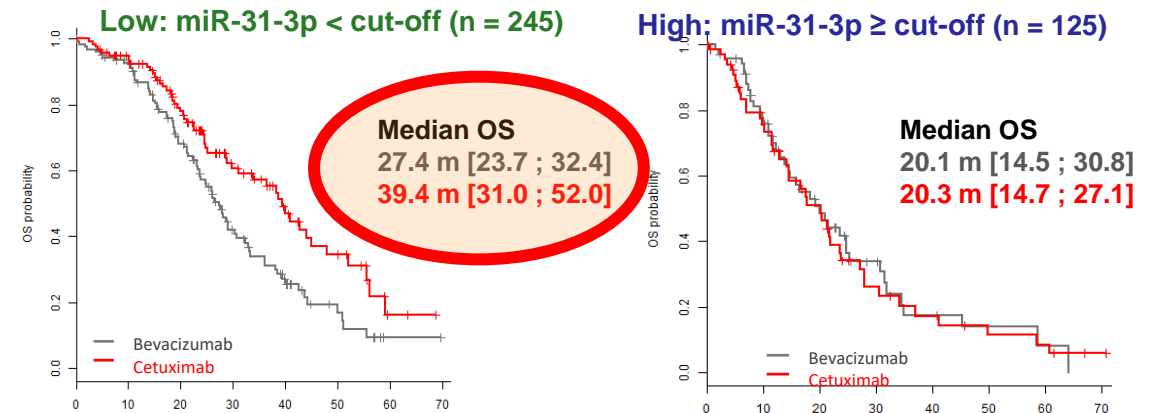 Low: miR-31-3p < cut-off (n = 245)
1.0
0.8
0.6
0.4
0.2
0.0
OS probability
Median OS
27.4 m [23.7 ; 32.4]
39.4 m [31.0 ; 52.0]
Bevacizumab
Cetuximab
0 10 20 30 40 50 60 70
High: miR-31-3p ≥ cut-off (n = 125)
1.0
0.8
0.6
0.4
0.2
0.0
OS probability
Median OS
20.1 m [14.5 ; 30.8]
20.3 m [14.7 ; 27.1]
Bevacizumab
Cetuximab
0 10 20 30 40 50 60 70